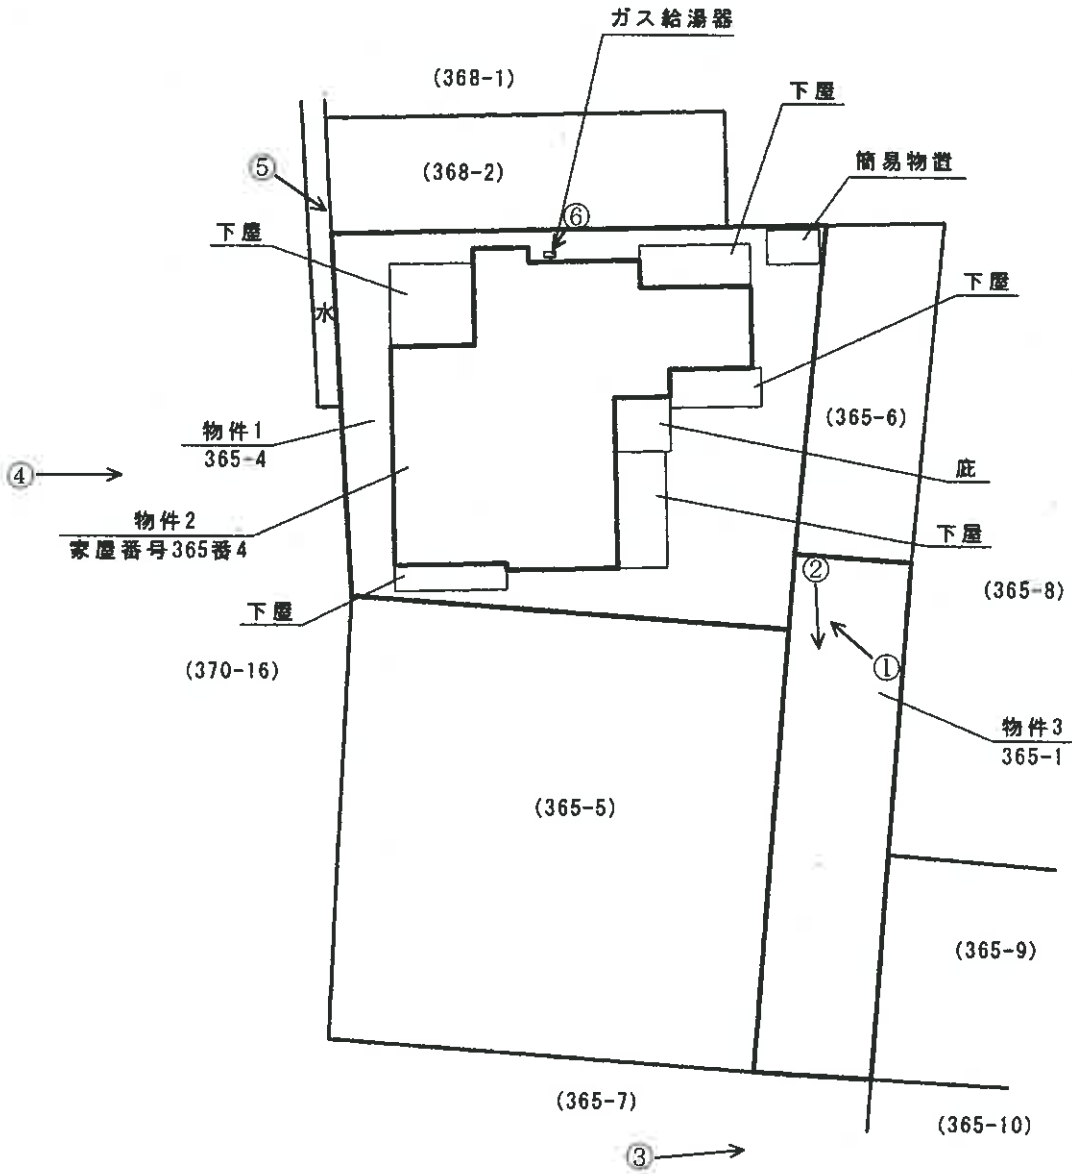 ガス給湯器
(368-1)
下屋
(368-2)
簡易物置
⑤
⑥
下屋
下屋
水
物件1
365-4
(365-6)
④
庇
物件2
家屋番号365番4
下屋
②
(365-8)
下屋
(370-16)
①
物件3
365-1
(365-5)
(365-9)
(365-7)
(365-10)
③